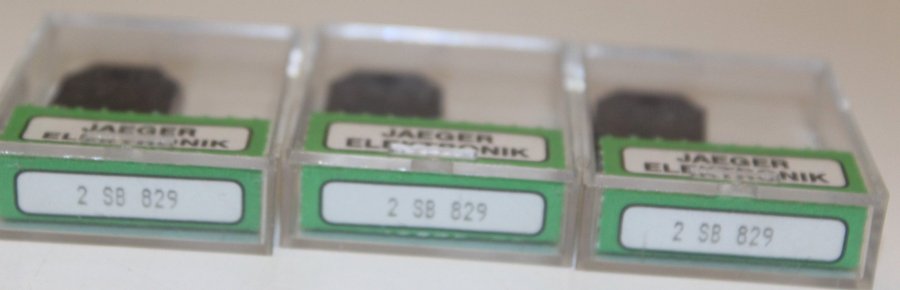 JAEGER
ELEKTRONIK
2 SB 829
JAEGER
ELEKTRONIK
2 SB 829
JAEGER
ELEKTRONIK
2 SB 829